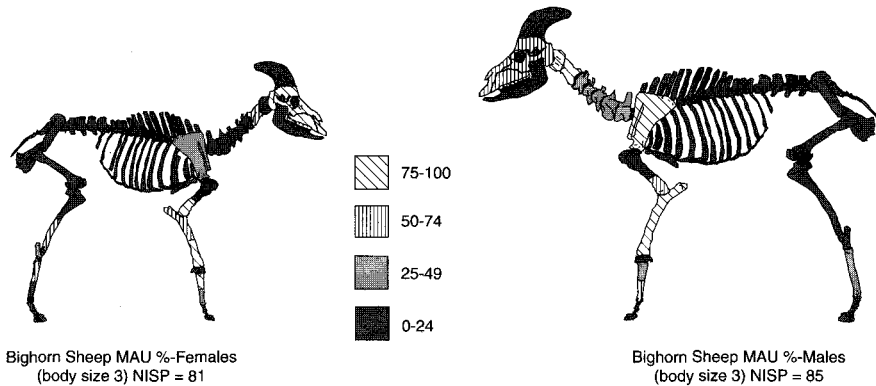 75-100
50-74
25-49
0-24
Bighorn Sheep MAU %-Females
(body size 3) NISP = 81
Bighorn Sheep MAU %-Males
(body size 3) NISP = 85